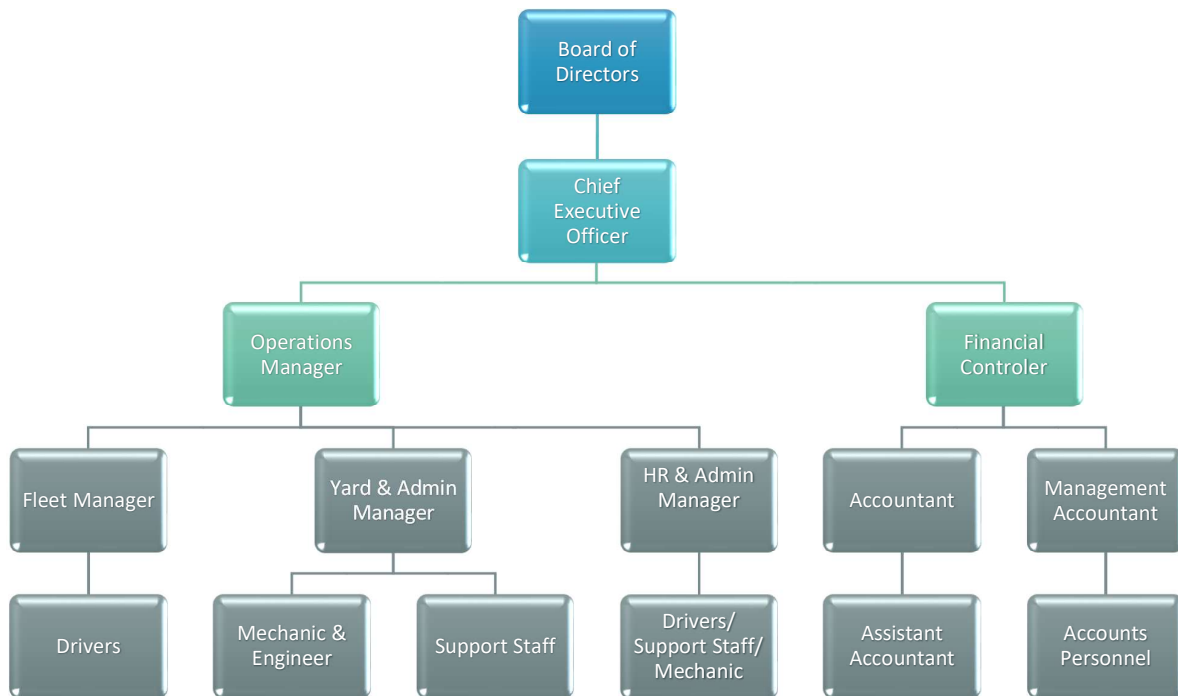 Board of
Directors
Chief
Executive
Officer
Operations
Manager
Financial
Controler
Fleet Manager
Yard & Admin
Manager
HR & Admin
Manager
Accountant
Management
Accountant
Drivers
Mechanic &
Engineer
Support Staff
Drivers/
Support Staff/
Mechanic
Assistant
Accountant
Accounts
Personnel